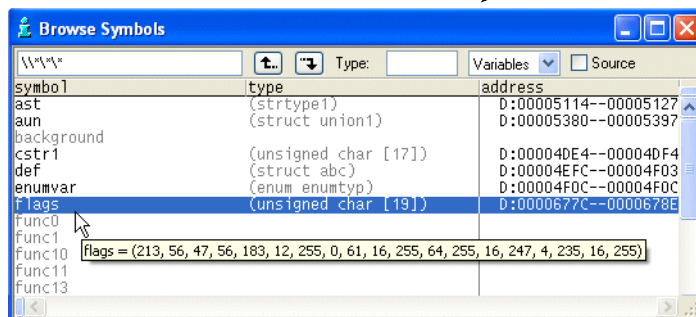 Browse Symbols
\\*\*\* Type: Variables Source
symbol type address
ast (strtype1) D:00005114--00005127
aun (struct union1) D:00005380--00005397
background
cstr1 (unsigned char [17]) D:00004DE4--00004DF4
def (struct abc) D:00004EFC--00004F03
enumvar (enum enumtyp) D:00004F0C--00004F0C
flags (unsigned char [19]) D:0000677C--0000678E
func0
func1
flags = (213, 56, 47, 56, 183, 12, 255, 0, 61, 16, 255, 64, 255, 16, 247, 4, 235, 16, 255)
func10
func11
func13